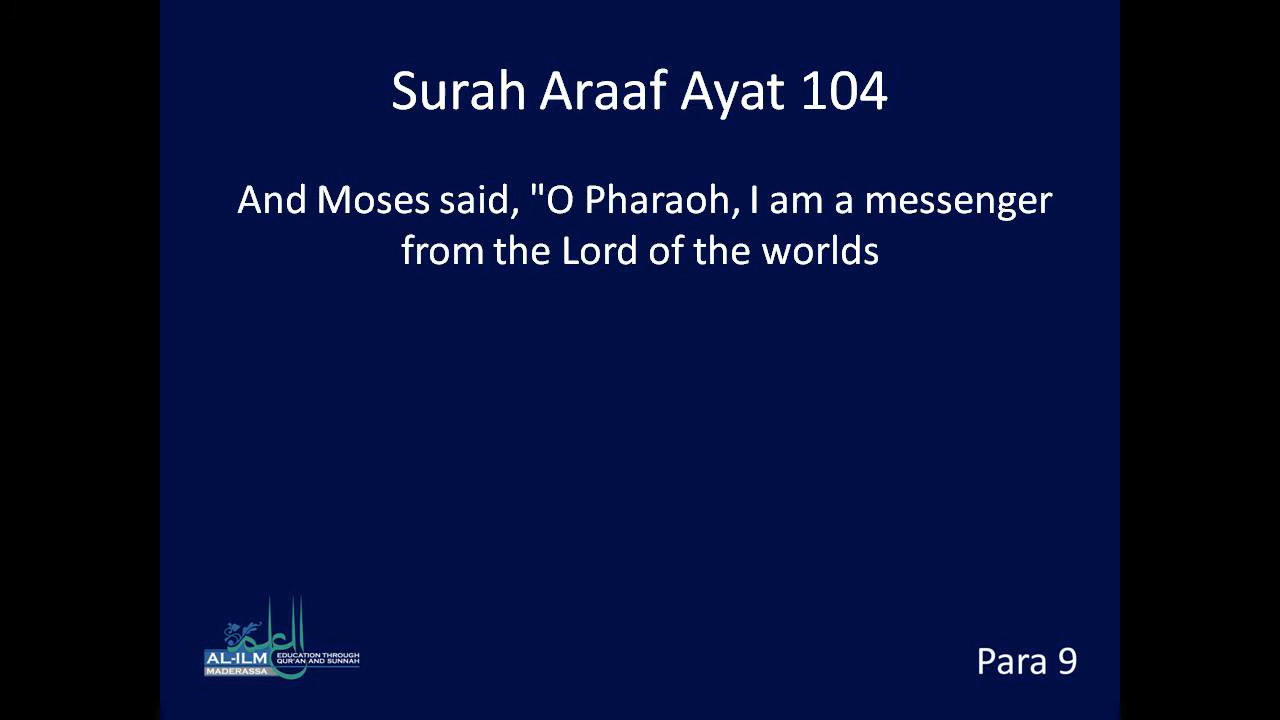 Surah Araaf Ayat 104
And Moses said, "O Pharaoh, I am a messenger
from the Lord of the worlds
العلم
AL-ILM
MADERASSA
EDUCATION THROUGH
QUR'AN AND SUNNAH
Para 9